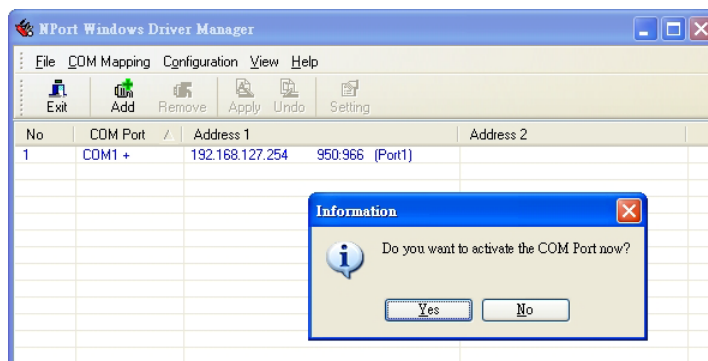 NPort Windows Driver Manager
File COM Mapping Configuration View Help
Exit Add Remove Apply Undo Setting
No COM Port Address 1 Address 2
1 COM1 + 192.168.127.254 950:966 (Port1)
Information
Do you want to activate the COM Port now?
Yes No